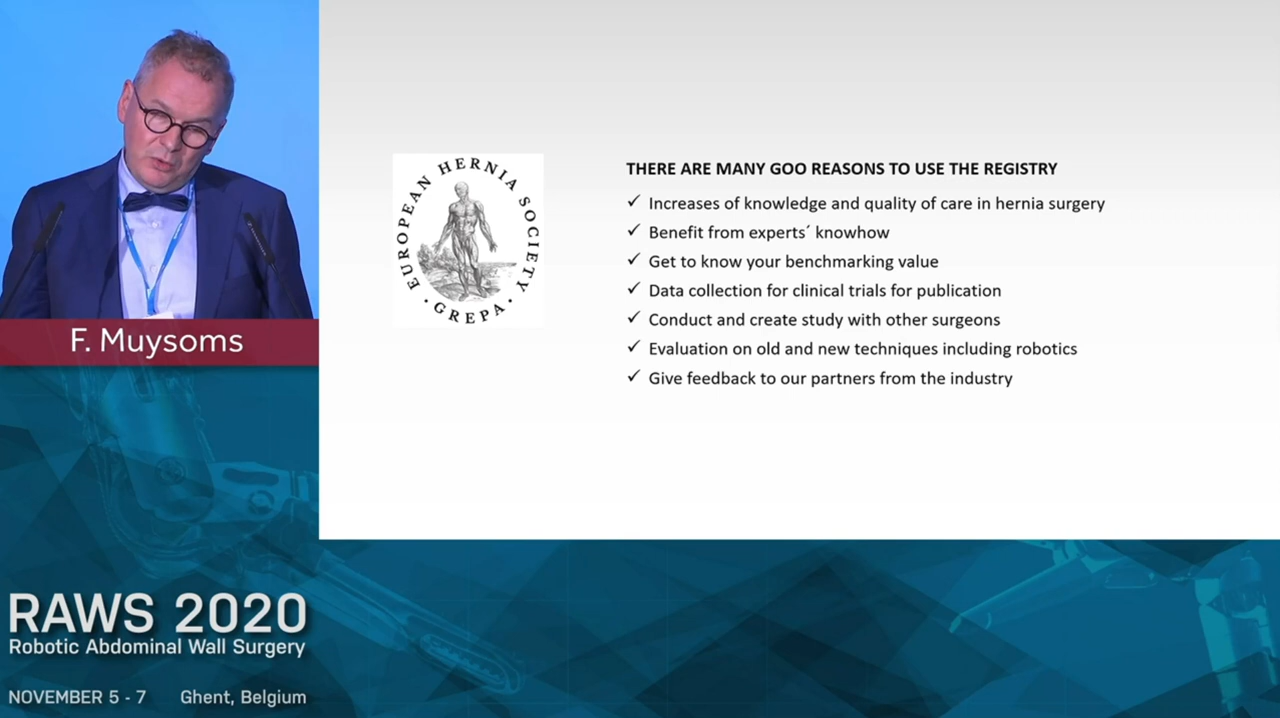 F. Muysoms
RAWS 2020
Robotic Abdominal Wall Surgery
NOVEMBER 5 - 7 Ghent, Belgium
EUROPEAN HERNIA SOCIETY
· GREPA ·
THERE ARE MANY GOO REASONS TO USE THE REGISTRY
✓ Increases of knowledge and quality of care in hernia surgery
✓ Benefit from experts´ knowhow
✓ Get to know your benchmarking value
✓ Data collection for clinical trials for publication
✓ Conduct and create study with other surgeons
✓ Evaluation on old and new techniques including robotics
✓ Give feedback to our partners from the industry